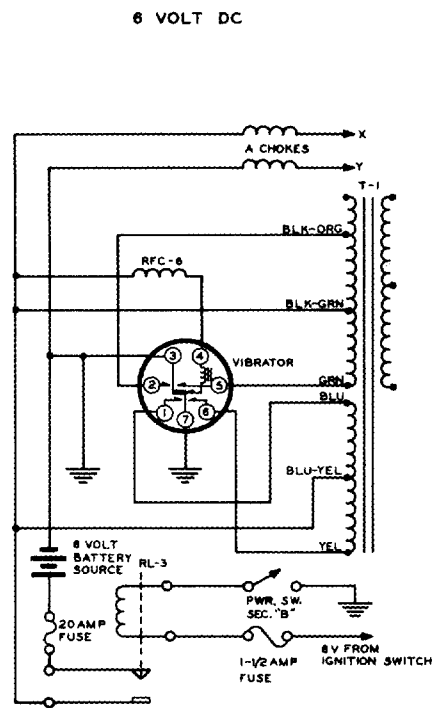 6 VOLT DC
X
A CHOKES
Y
T-1
BLK-ORG
RFC-6
BLK-GRN
VIBRATOR
3
4
2
5
1
6
7
GRN
BLU
BLU-YEL
YEL
6 VOLT
BATTERY
SOURCE
RL-3
20 AMP
FUSE
PWR. SW.
SEC. "B"
1-1/2 AMP
FUSE
6V FROM
IGNITION SWITCH